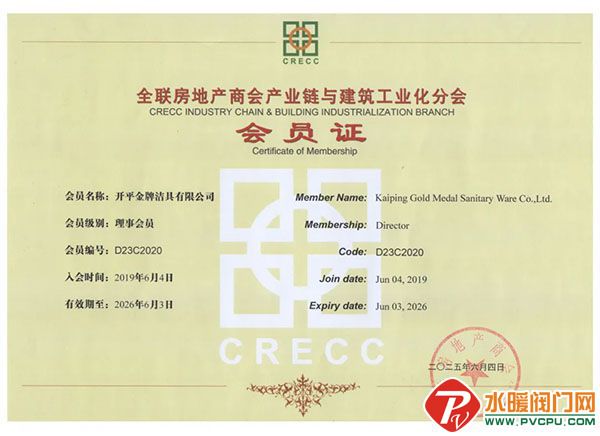 CRECC
全联房地产商会产业链与建筑工业化分会
CRECC INDUSTRY CHAIN & BUILDING INDUSTRIALIZATION BRANCH
会员证
Certificate of Membership
会员名称: 开平金牌洁具有限公司
Member Name: Kaiping Gold Medal Sanitary Ware Co.,Ltd.
会员级别: 理事会员
Membership: Director
会员编号: D23C2020
Code: D23C2020
入会时间: 2019年6月4日
Join date: Jun 04, 2019
有效期至: 2026年6月3日
Expiry date: Jun 03, 2026
CRECC
房地产商会
二〇二五年六月四日
PV
水暖阀门网
WWW.PVCPU.COM